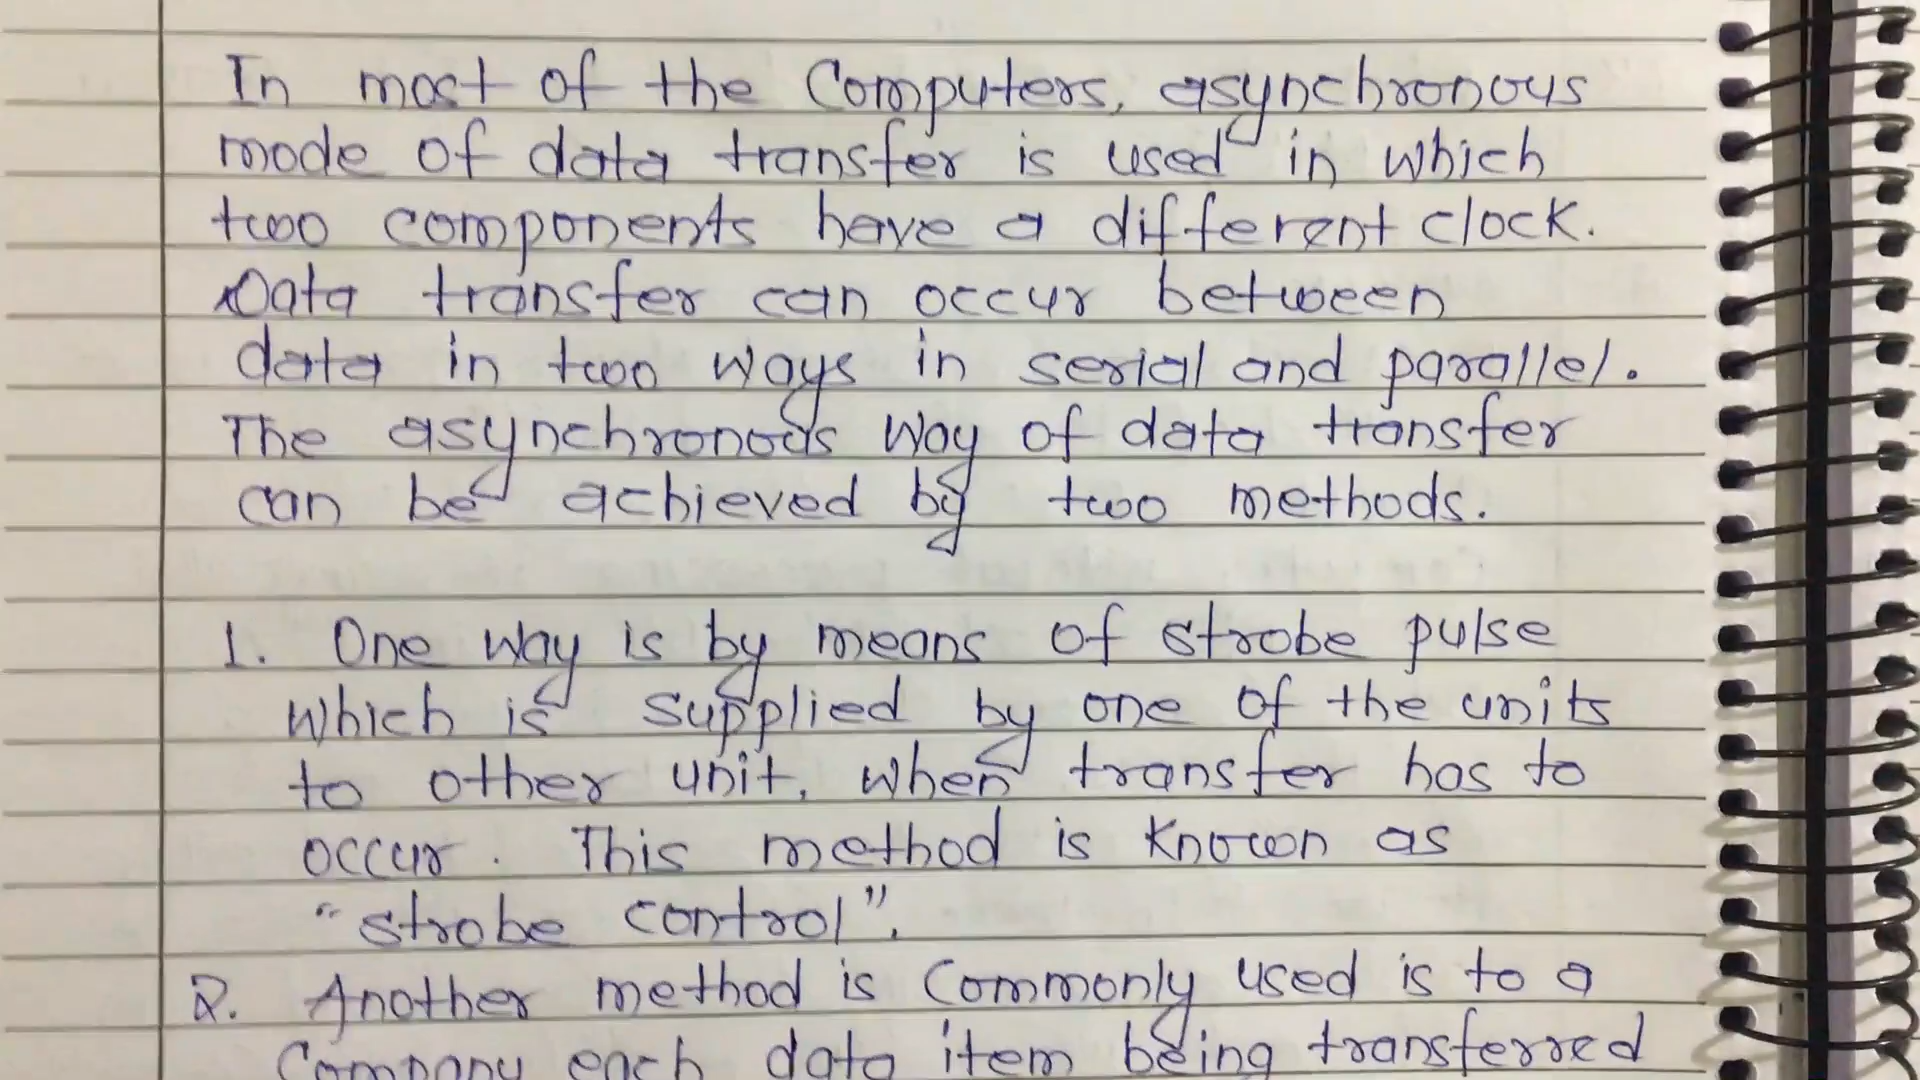 In most of the Computers, asynchronous
mode of data transfer is used in which
two components have a different clock.
Data transfer can occur between
data in two ways in serial and parallel.
The asynchronous way of data transfer
can be achieved by two methods.
1. One way is by means of strobe pulse
which is supplied by one of the units
to other unit, when transfer has to
occur. This method is known as
"strobe control".
2. Another method is Commonly used is to a
Company each data item being transferred